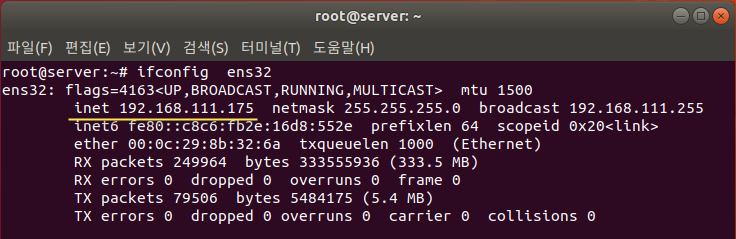 root@server: ~
파일(F) 편집(E) 보기(V) 검색(S) 터미널(T) 도움말(H)
root@server:~# ifconfig  ens32
ens32: flags=4163<UP,BROADCAST,RUNNING,MULTICAST>  mtu 1500
        inet 192.168.111.175  netmask 255.255.255.0  broadcast 192.168.111.255
        inet6 fe80::c8c6:fb2e:16d8:552e  prefixlen 64  scopeid 0x20<link>
        ether 00:0c:29:8b:32:6a  txqueuelen 1000  (Ethernet)
        RX packets 249964  bytes 333555936 (333.5 MB)
        RX errors 0  dropped 0  overruns 0  frame 0
        TX packets 79506  bytes 5484175 (5.4 MB)
        TX errors 0  dropped 0 overruns 0  carrier 0  collisions 0